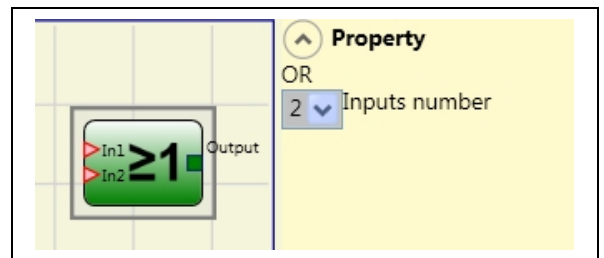 Property
OR
2 Inputs number
In1 ≥1 Output
In2